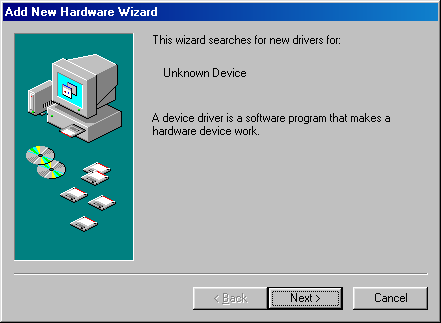 Add New Hardware Wizard
This wizard searches for new drivers for:
Unknown Device
A device driver is a software program that makes a
hardware device work.
< Back
Next >
Cancel